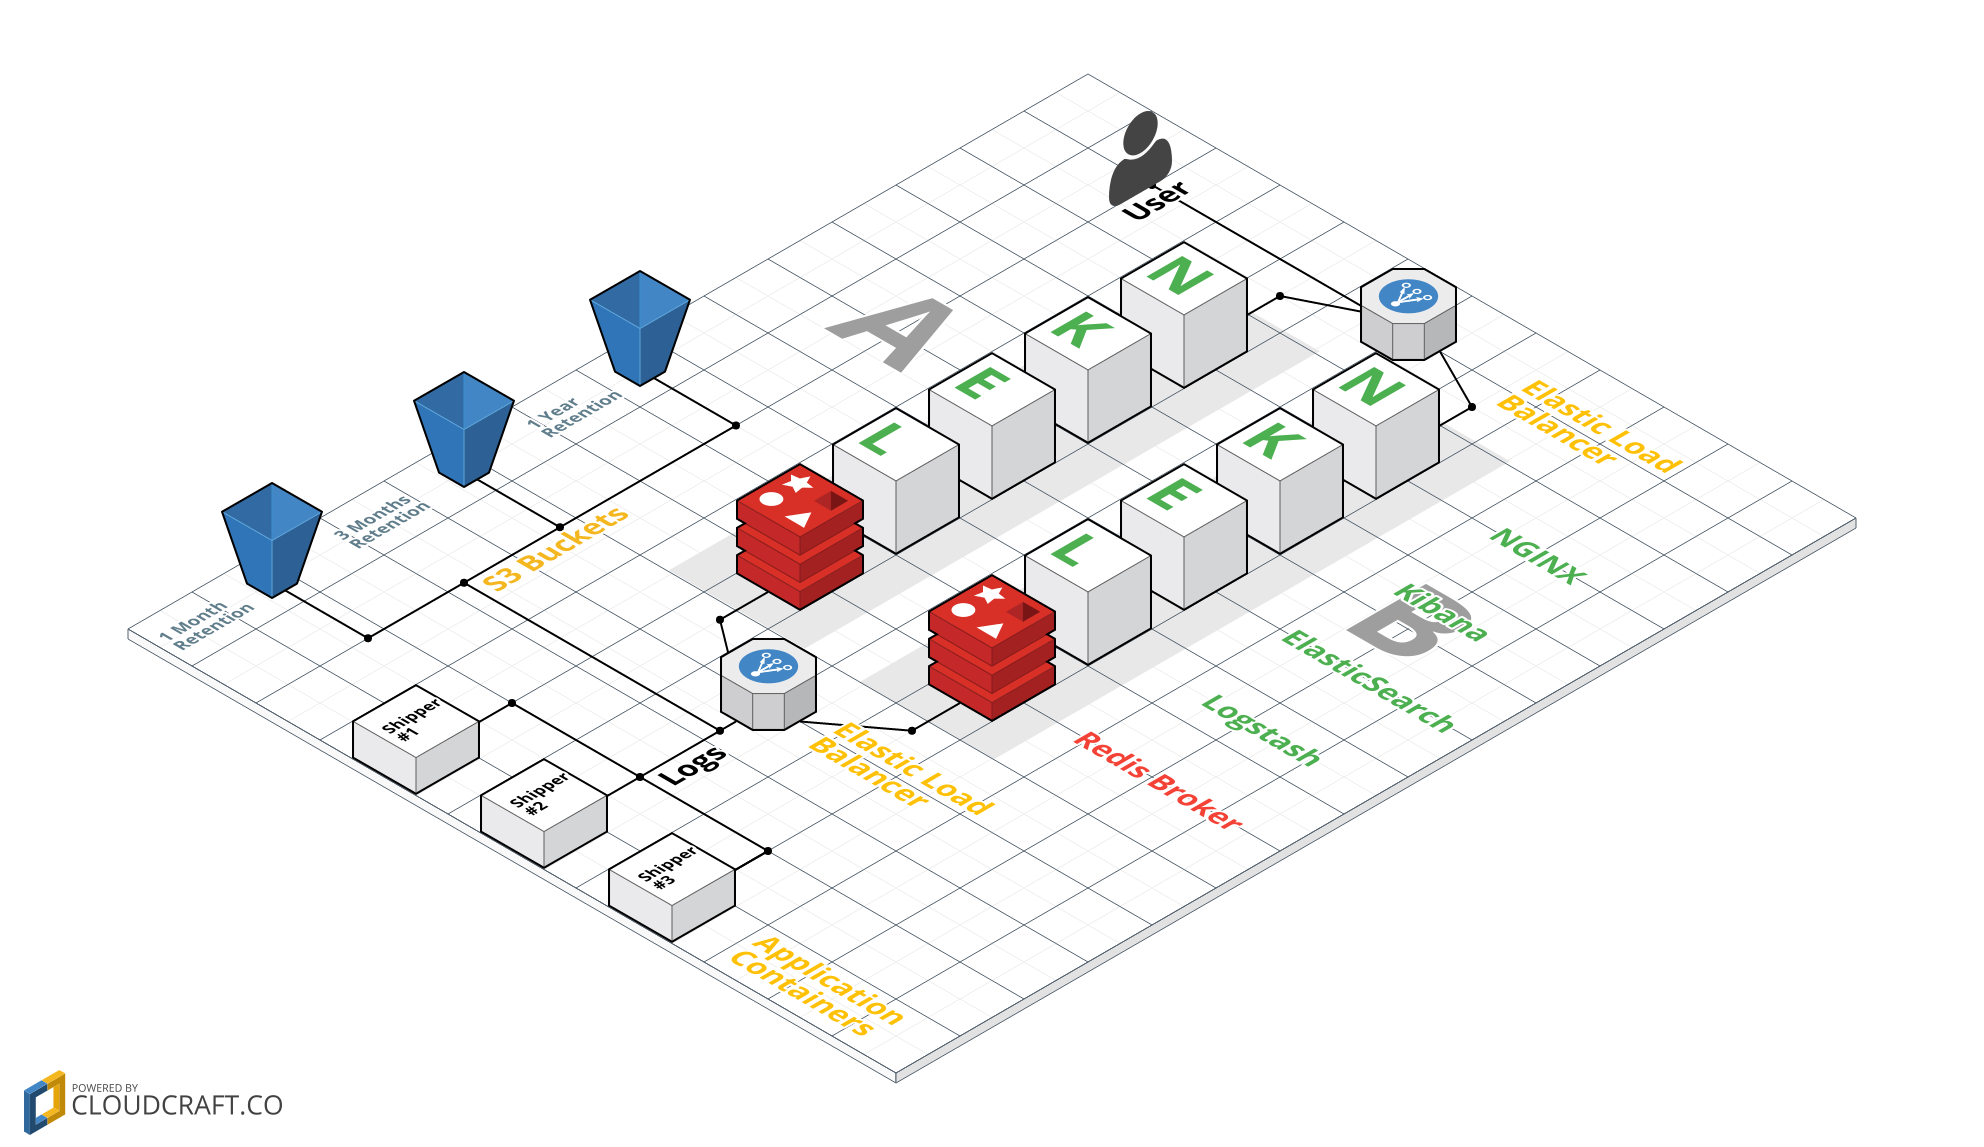 User
A
N
K
E
L
N
K
E
L
Elastic Load
Balancer
1 Year
Retention
3 Months
Retention
1 Month
Retention
S3 Buckets
NGINX
B
Kibana
ElasticSearch
Logstash
Redis Broker
Elastic Load
Balancer
Logs
Shipper
#1
Shipper
#2
Shipper
#3
Application
Containers
POWERED BY
CLOUDCRAFT.CO